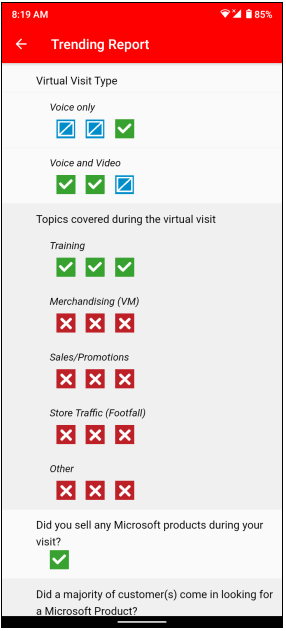 8:19 AM 85%
Trending Report
Virtual Visit Type
Voice only
Voice and Video
Topics covered during the virtual visit
Training
Merchandising (VM)
Sales/Promotions
Store Traffic (Footfall)
Other
Did you sell any Microsoft products during your
visit?
Did a majority of customer(s) come in looking for
a Microsoft Product?